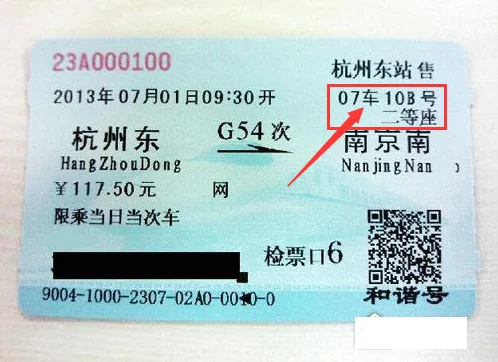 23A000100
杭州东站 售
2013年07月01日09:30开
07车 10B号
二等座
杭州东
G54次
南京南
HangZhouDong
NanjingNan
￥117.50元
网
限乘当日当次车
检票口6
和谐号